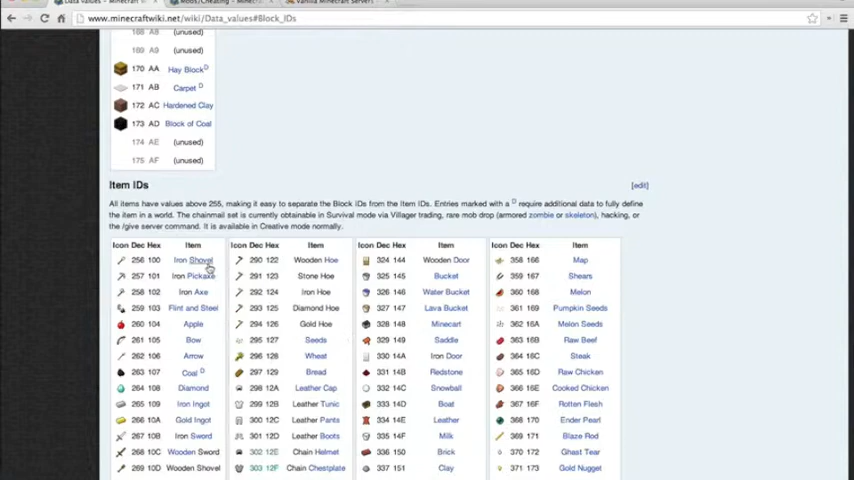 Data values
Mods/Cheating
Vanilla Minecraft Server
www.minecraftwiki.net/wiki/Data_values#Block_IDs
188 A8 (unused)
189 A9 (unused)
170 AA Hay Block D
171 AB Carpet D
172 AC Hardened Clay
173 AD Block of Coal
174 AE (unused)
175 AF (unused)
Item IDs [edit]
All items have values above 255, making it easy to separate the Block IDs from the Item IDs. Entries marked with a D require additional data to fully define
the item in a world. The chainmail set is currently obtainable in Survival mode via Villager trading, rare mob drop (armored zombie or skeleton), hacking, or
the /give server command. It is available in Creative mode normally.
Icon Dec Hex Item Icon Dec Hex Item Icon Dec Hex Item Icon Dec Hex Item
256 100 Iron Shovel 290 122 Wooden Hoe 324 144 Wooden Door 358 166 Map
257 101 Iron Pickaxe 291 123 Stone Hoe 325 145 Bucket 359 167 Shears
258 102 Iron Axe 292 124 Iron Hoe 326 146 Water Bucket 360 168 Melon
259 103 Flint and Steel 293 125 Diamond Hoe 327 147 Lava Bucket 361 169 Pumpkin Seeds
260 104 Apple 294 126 Gold Hoe 328 148 Minecart 362 16A Melon Seeds
261 105 Bow 295 127 Seeds 329 149 Saddle 363 16B Raw Beef
262 106 Arrow 296 128 Wheat 330 14A Iron Door 364 16C Steak
263 107 Coal D 297 129 Bread 331 14B Redstone 365 16D Raw Chicken
264 108 Diamond 298 12A Leather Cap 332 14C Snowball 366 16E Cooked Chicken
265 109 Iron Ingot 299 12B Leather Tunic 333 14D Boat 367 16F Rotten Flesh
266 10A Gold Ingot 300 12C Leather Pants 334 14E Leather 368 170 Ender Pearl
267 10B Iron Sword 301 12D Leather Boots 335 14F Milk 369 171 Blaze Rod
268 10C Wooden Sword 302 12E Chain Helmet 336 150 Brick 370 172 Ghast Tear
269 10D Wooden Shovel 303 12F Chain Chestplate 337 151 Clay 371 173 Gold Nugget